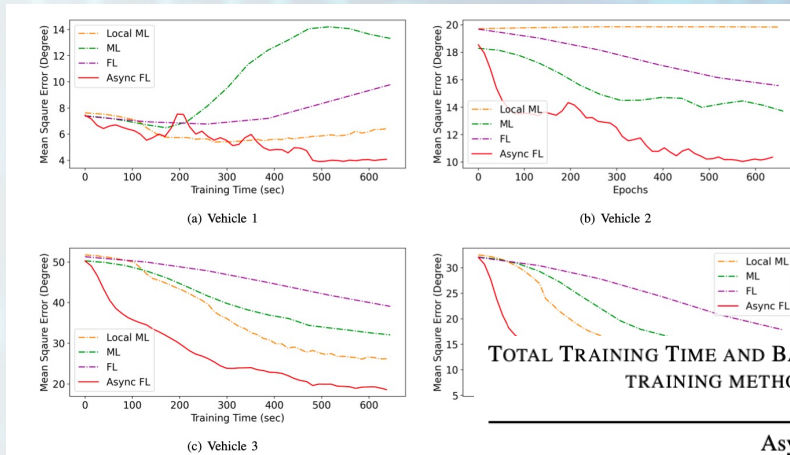 14
12
10
8
6
4
Mean Sqaure Error (Degree)
Local ML
ML
FL
Async FL
0 100 200 300 400 500 600
Training Time (sec)
(a) Vehicle 1
20
18
16
14
12
10
Mean Sqaure Error (Degree)
Local ML
ML
FL
Async FL
0 100 200 300 400 500 600
Epochs
(b) Vehicle 2
50
40
30
20
Mean Sqaure Error (Degree)
Local ML
ML
FL
Async FL
0 100 200 300 400 500 600
Training Time (sec)
(c) Vehicle 3
30
25
20
15
10
5
Mean Sqaure Error (Degree)
Local ML
ML
FL
Async FL
TOTAL TRAINING TIME AND BA
TRAINING METHO
Asy